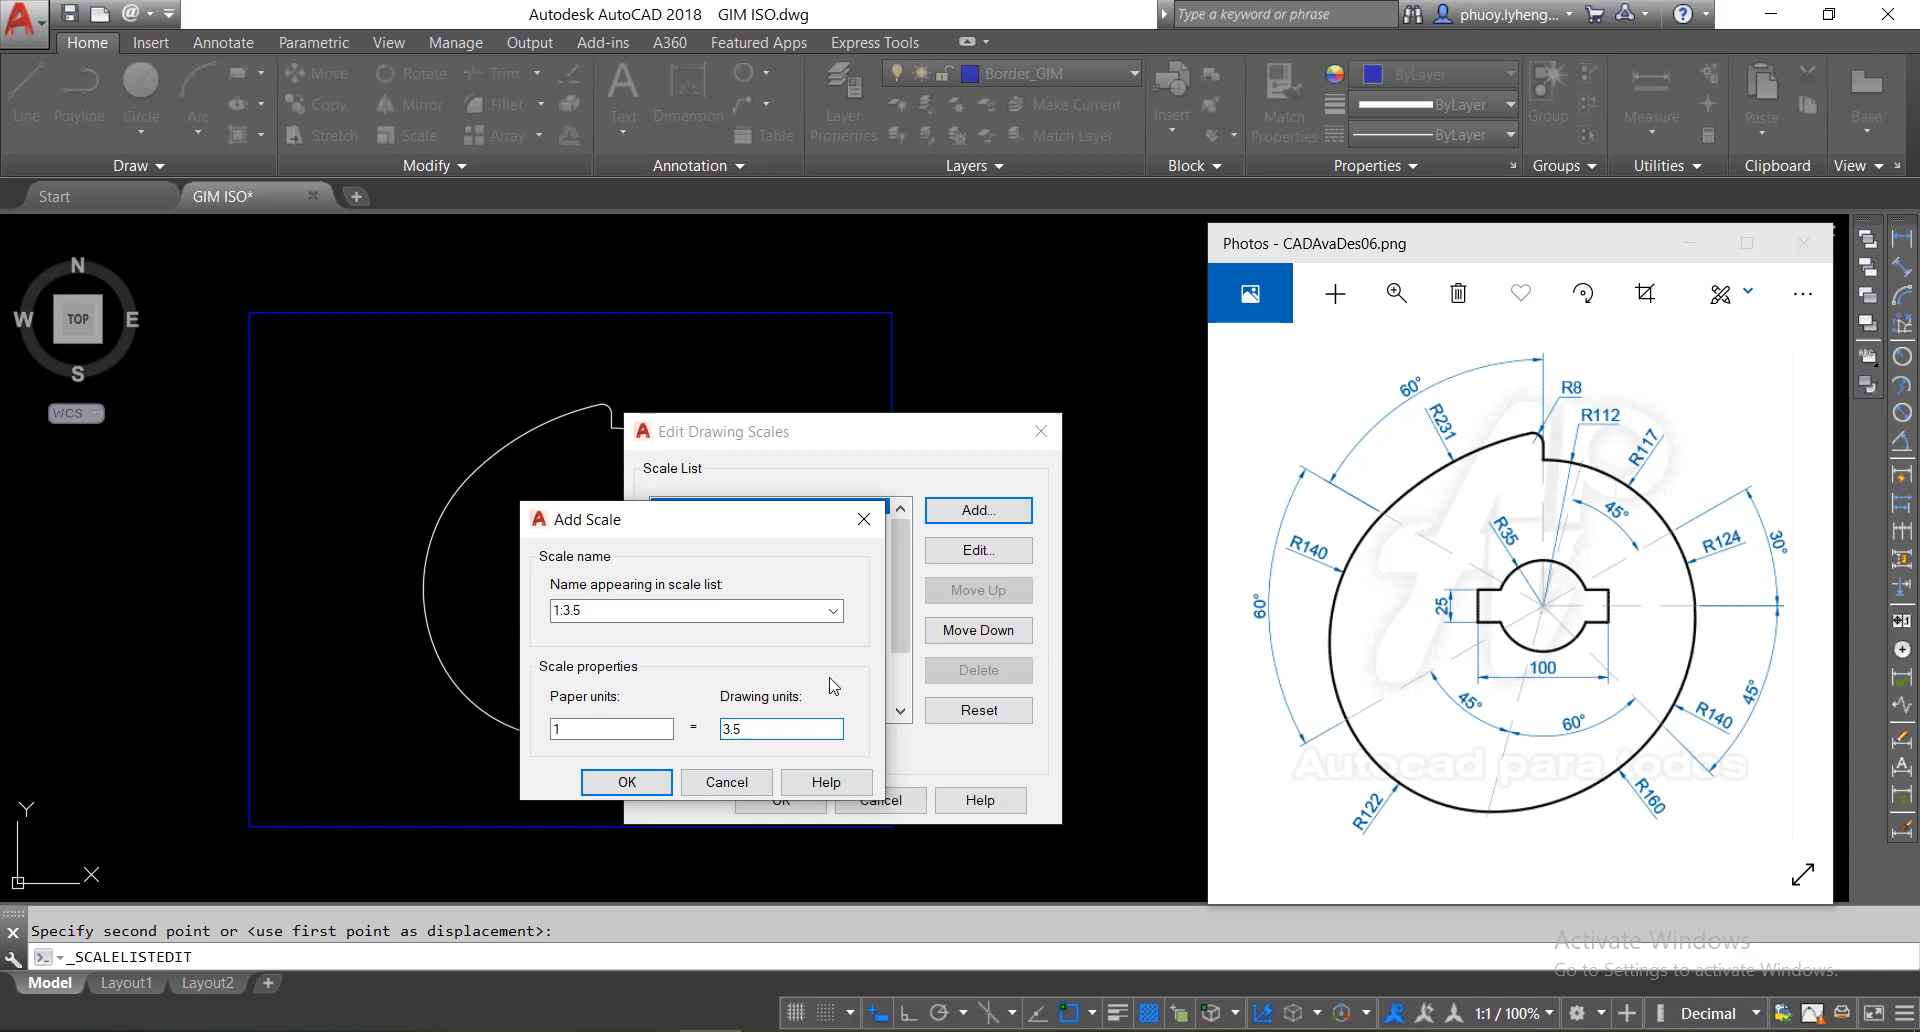 Autodesk AutoCAD 2018 GIM ISO.dwg
Type a keyword or phrase
phuoy.lyheng...
Home Insert Annotate Parametric View Manage Output Add-ins A360 Featured Apps Express Tools
Line Polyline Circle Arc
Move Rotate Trim
Copy Mirror Fillet
Stretch Scale Array
Text Dimension Table
Layer Properties
Border_GIM
Make Current
Match Layer
Insert
Match Properties
ByLayer
ByLayer
ByLayer
Group
Measure
Paste
Base
Draw Modify Annotation Layers Block Properties Groups Utilities Clipboard View
Start GIM ISO*
N
W TOP E
S
WCS
Y
X
Edit Drawing Scales
Scale List
Add...
Edit...
Move Up
Move Down
Delete
Reset
OK Cancel Help
Add Scale
Scale name
Name appearing in scale list:
1:3.5
Scale properties
Paper units: Drawing units:
1 = 3.5
OK Cancel Help
Photos - CADAvaDes06.png
60°
R8
R112
R231
R117
45°
R35
R124
30°
R140
60°
25
100
45°
60°
R140
45°
Autocad para todos
R122
R160
Specify second point or <use first point as displacement>:
_SCALELISTEDIT
Activate Windows
Go to Settings to activate Windows.
Model Layout1 Layout2
1:1 / 100% Decimal